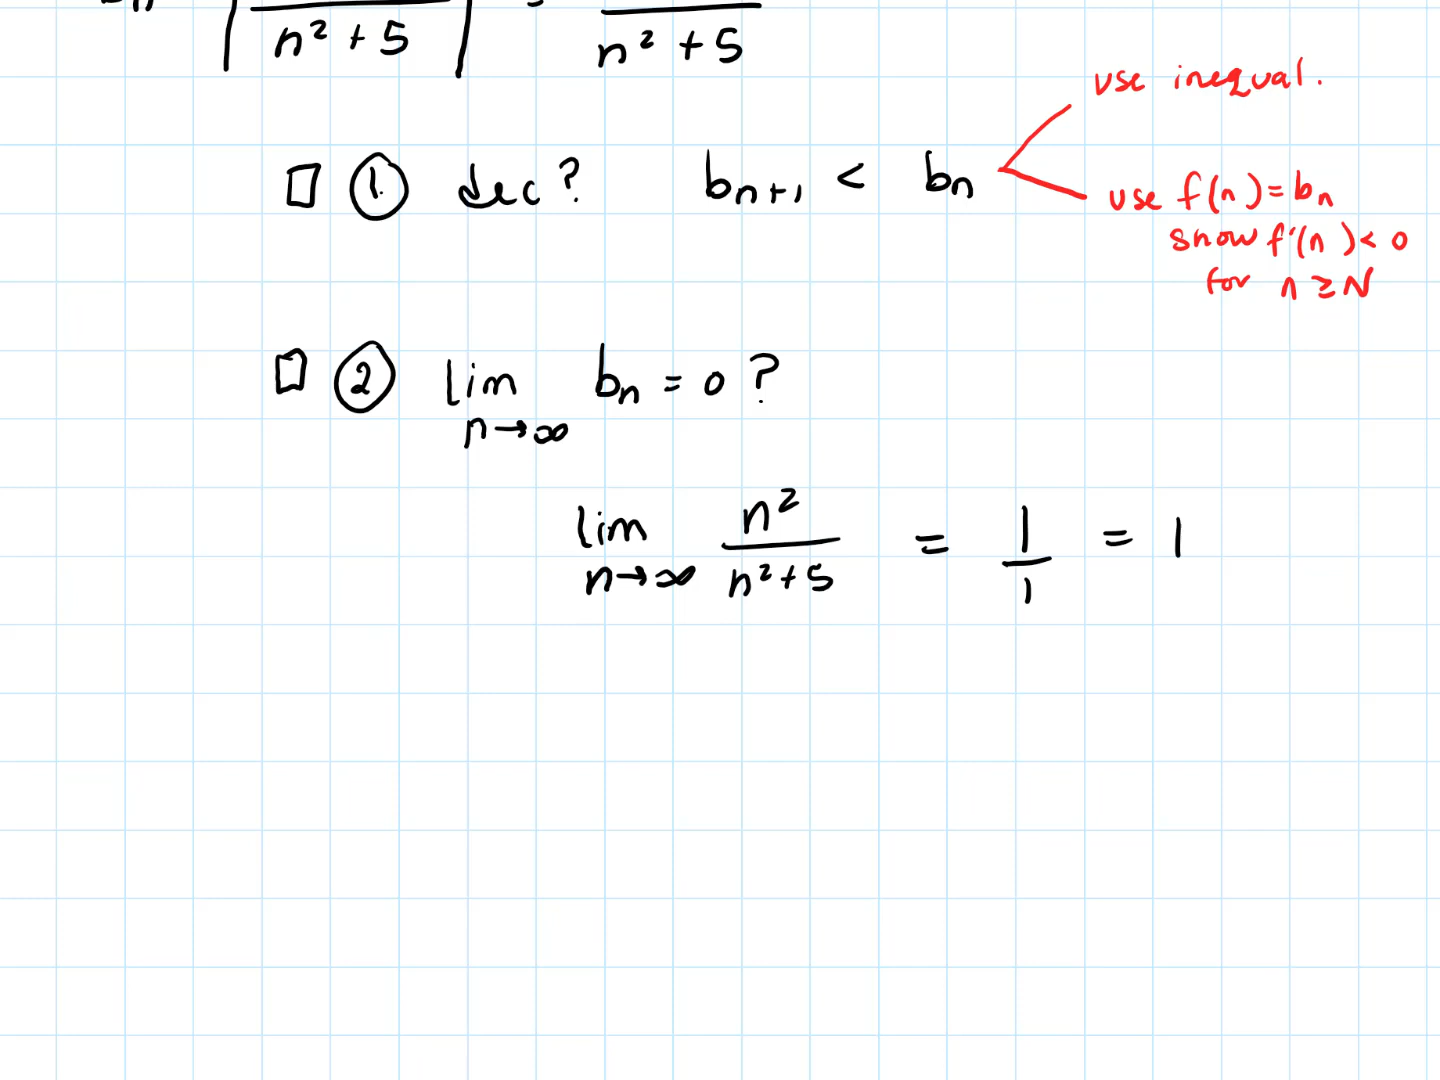 n² + 5 n² + 5
use inequal.
□ ① dec? bₙ₊₁ < bₙ
use f(n) = bₙ
show f'(n) < 0
for n ≥ N
□ ② lim bₙ = 0 ?
n→∞
lim n²/(n²+5) = 1/1 = 1
n→∞